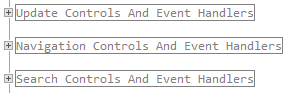 Update Controls And Event Handlers
Navigation Controls And Event Handlers
Search Controls And Event Handlers